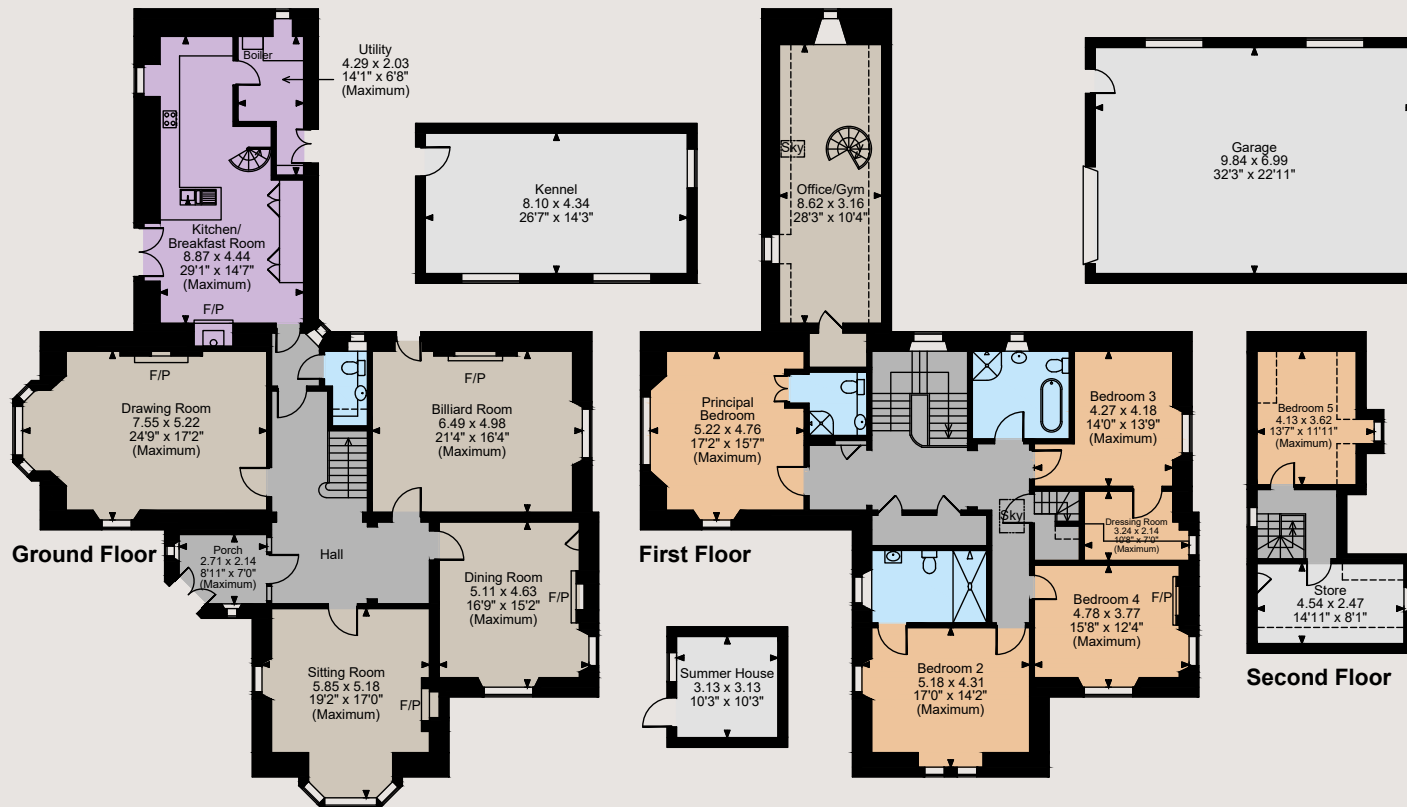 Boiler
Utility
4.29 x 2.03
14'1" x 6'8"
(Maximum)
Kitchen/
Breakfast Room
8.87 x 4.44
29'1" x 14'7"
(Maximum)
F/P
Kennel
8.10 x 4.34
26'7" x 14'3"
Sky
Office/Gym
8.62 x 3.16
28'3" x 10'4"
Garage
9.84 x 6.99
32'3" x 22'11"
F/P
Drawing Room
7.55 x 5.22
24'9" x 17'2"
(Maximum)
F/P
Billiard Room
6.49 x 4.98
21'4" x 16'4"
(Maximum)
Ground Floor
Porch
2.71 x 2.14
8'11" x 7'0"
(Maximum)
Hall
Dining Room
5.11 x 4.63
16'9" x 15'2"
(Maximum)
F/P
Sitting Room
5.85 x 5.18
19'2" x 17'0"
(Maximum)
F/P
Principal
Bedroom
5.22 x 4.76
17'2" x 15'7"
(Maximum)
Bedroom 3
4.27 x 4.18
14'0" x 13'9"
(Maximum)
First Floor
Sky
Dressing Room
3.24 x 2.14
10'8" x 7'0"
(Maximum)
Bedroom 4
4.78 x 3.77
15'8" x 12'4"
(Maximum)
F/P
Bedroom 2
5.18 x 4.31
17'0" x 14'2"
(Maximum)
Summer House
3.13 x 3.13
10'3" x 10'3"
Bedroom 5
4.13 x 3.62
13'7" x 11'11"
(Maximum)
Store
4.54 x 2.47
14'11" x 8'1"
Second Floor